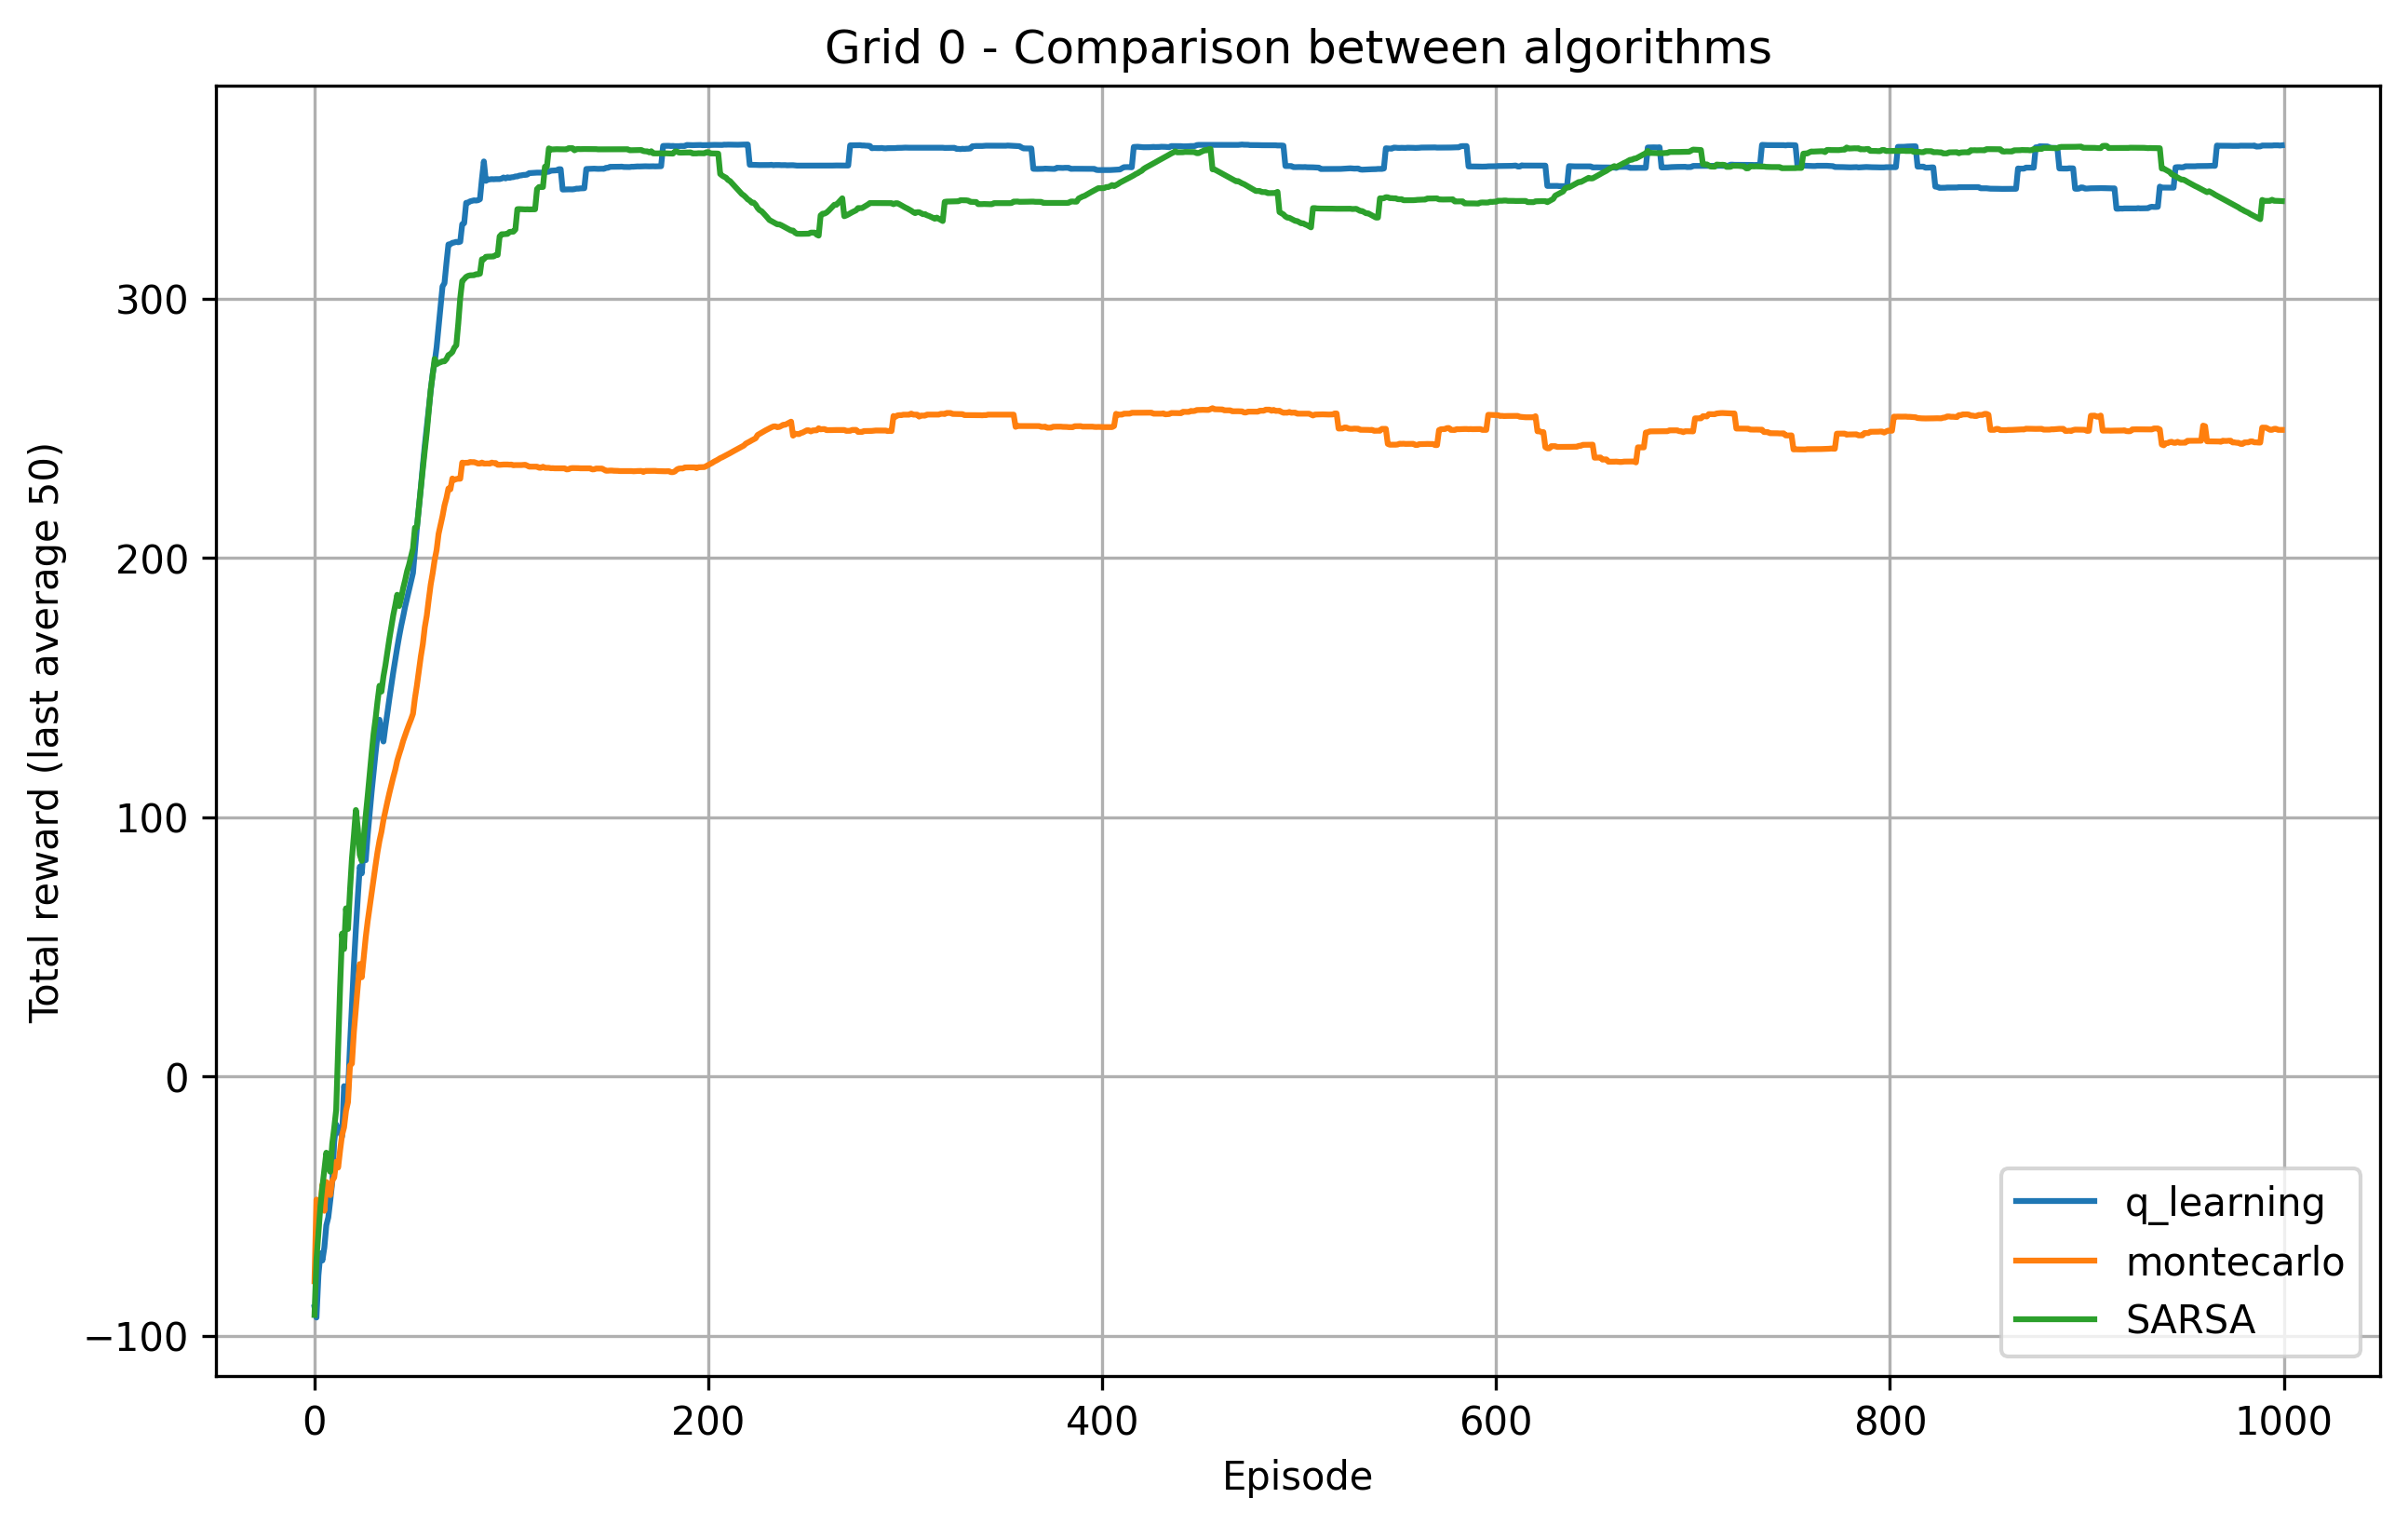 Grid 0 - Comparison between algorithms
Total reward (last average 50)
300
200
100
0
−100
0 200 400 600 800 1000
Episode
q_learning
montecarlo
SARSA